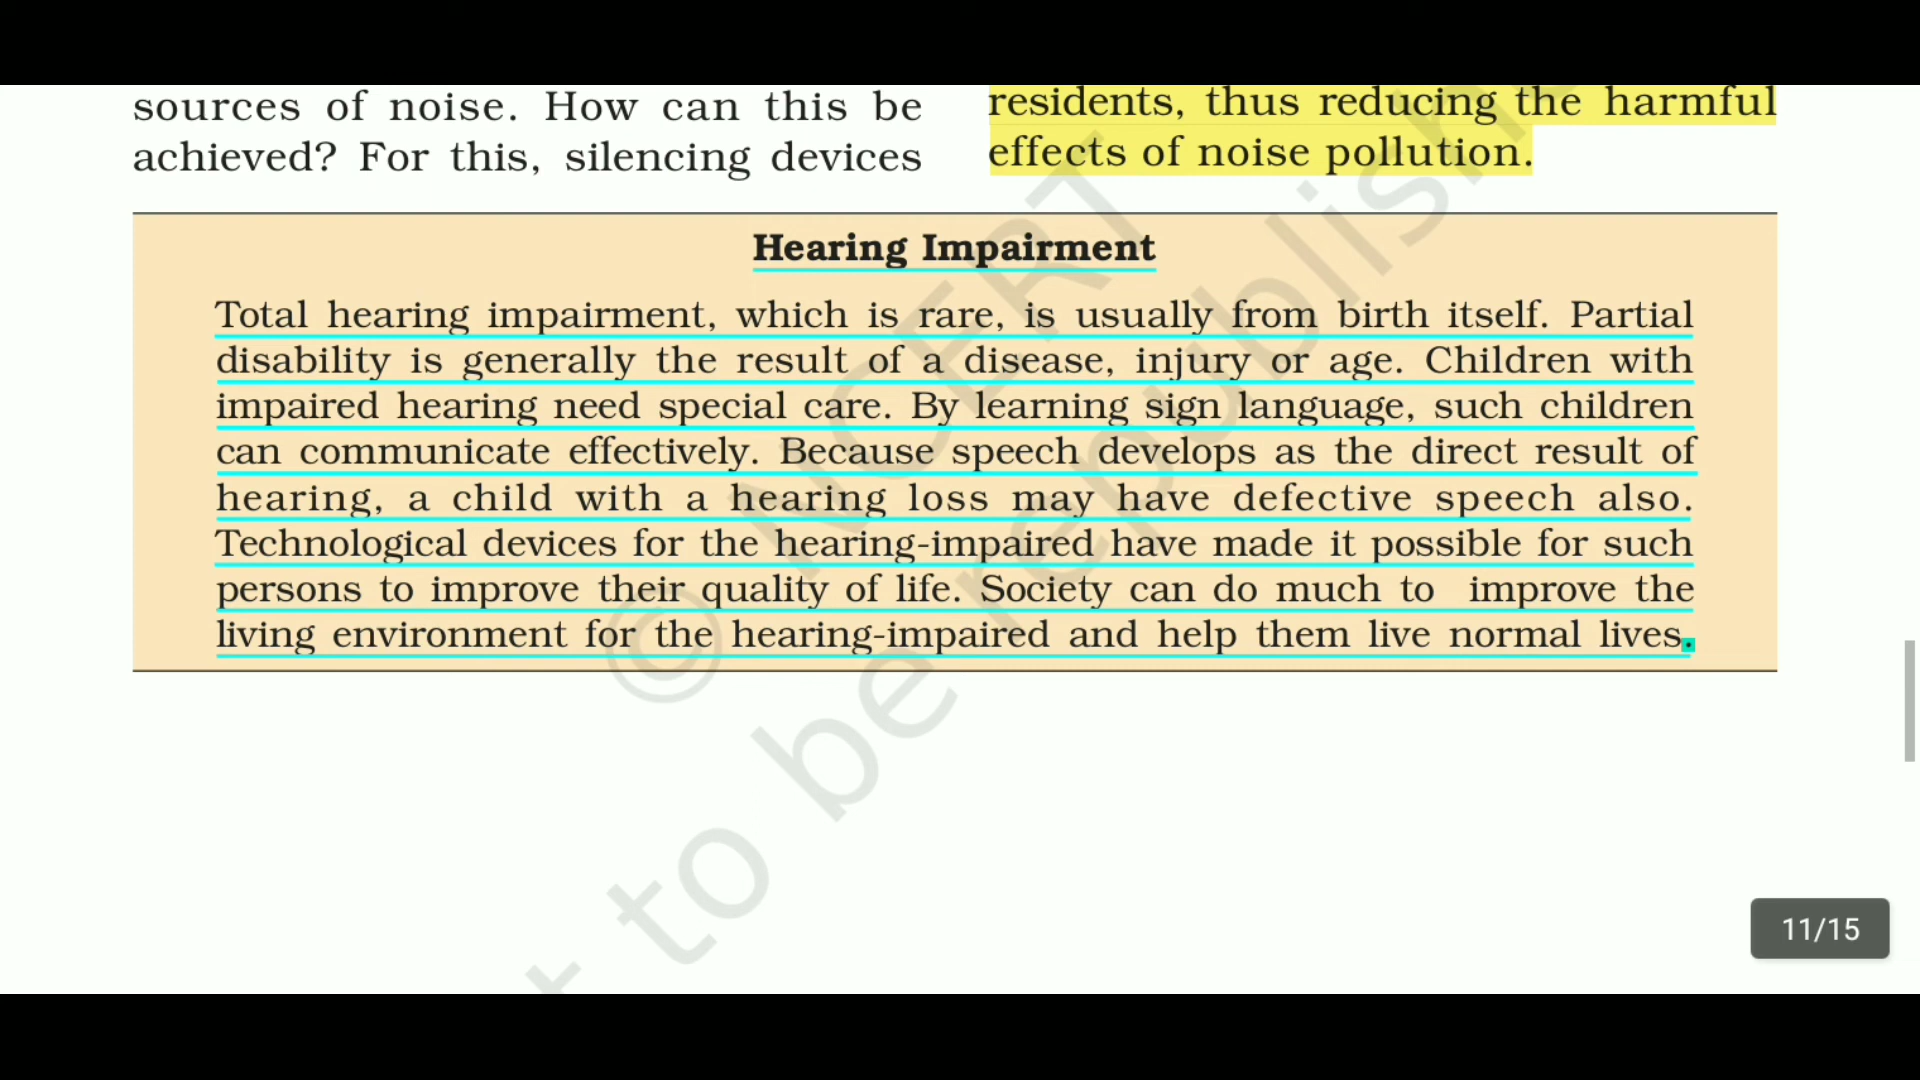 sources of noise. How can this be
achieved? For this, silencing devices
residents, thus reducing the harmful
effects of noise pollution.
Hearing Impairment
Total hearing impairment, which is rare, is usually from birth itself. Partial
disability is generally the result of a disease, injury or age. Children with
impaired hearing need special care. By learning sign language, such children
can communicate effectively. Because speech develops as the direct result of
hearing, a child with a hearing loss may have defective speech also.
Technological devices for the hearing-impaired have made it possible for such
persons to improve their quality of life. Society can do much to improve the
living environment for the hearing-impaired and help them live normal lives.
© NCERT
to be republish
11/15